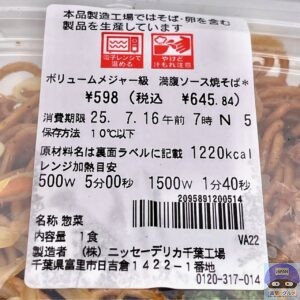 本品製造工場ではそば・卵を含む
製品を生産しています
電子レンジで
温める
やけど
汁もれ注意
ボリュームメジャー級 満腹ソース焼そば*
¥598(税込 ¥645.84)
消費期限 25. 7.16午前 7時 N 5
保存方法 10℃以下
原材料名は裏面ラベルに記載 1220kcal
レンジ加熱目安
500W 5分00秒 1500W 1分40秒
2095891200514
名称 惣菜
内容量 1食 VA22
製造者 (株)ニッセーデリカ千葉工場
千葉県富里市日吉倉1422-1番地
0120-317-014